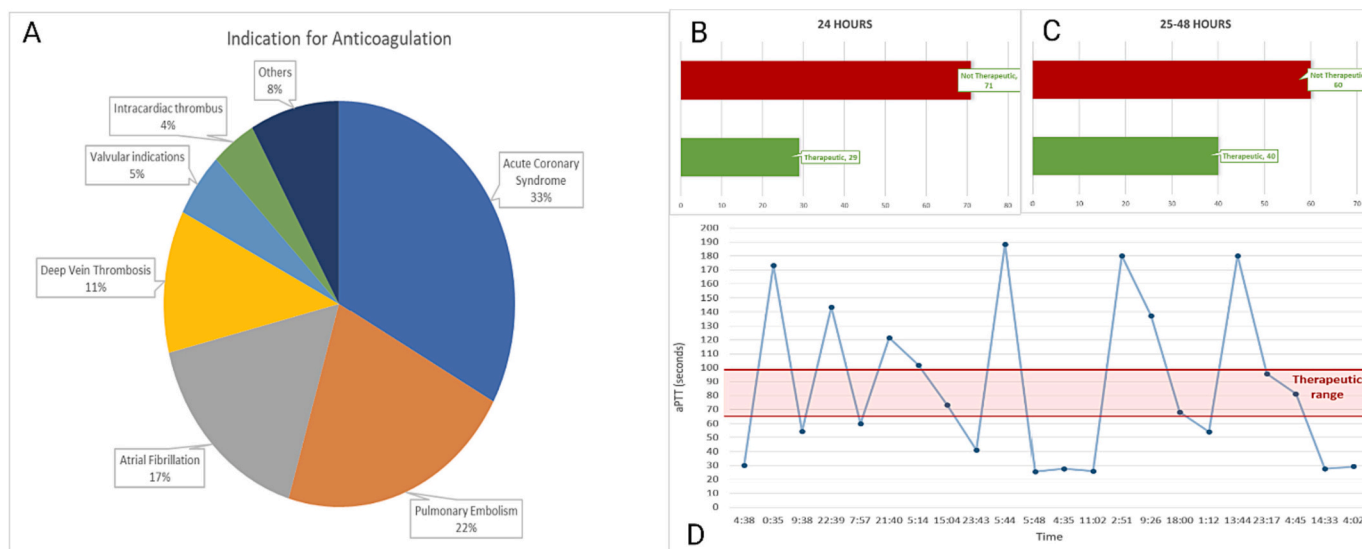 A
Indication for Anticoagulation
Others
8%
Intracardiac thrombus
4%
Valvular indications
5%
Deep Vein Thrombosis
11%
Atrial Fibrillation
17%
Pulmonary Embolism
22%
Acute Coronary
Syndrome
33%
B
24 HOURS
Not Therapeutic,
71
Therapeutic, 29
0 10 20 30 40 50 60 70 80
C
25-48 HOURS
Not Therapeutic
60
Therapeutic, 40
0 10 20 30 40 50 60 70
200
190
180
170
160
150
140
130
120
110
100
90
80
70
60
50
40
30
20
10
0
aPTT (seconds)
Therapeutic
range
4:38 0:35 9:38 22:39 7:57 21:40 5:14 15:04 23:43 5:44 5:48 4:35 11:02 2:51 9:26 18:00 1:12 13:44 23:17 4:45 14:33 4:02
Time
D